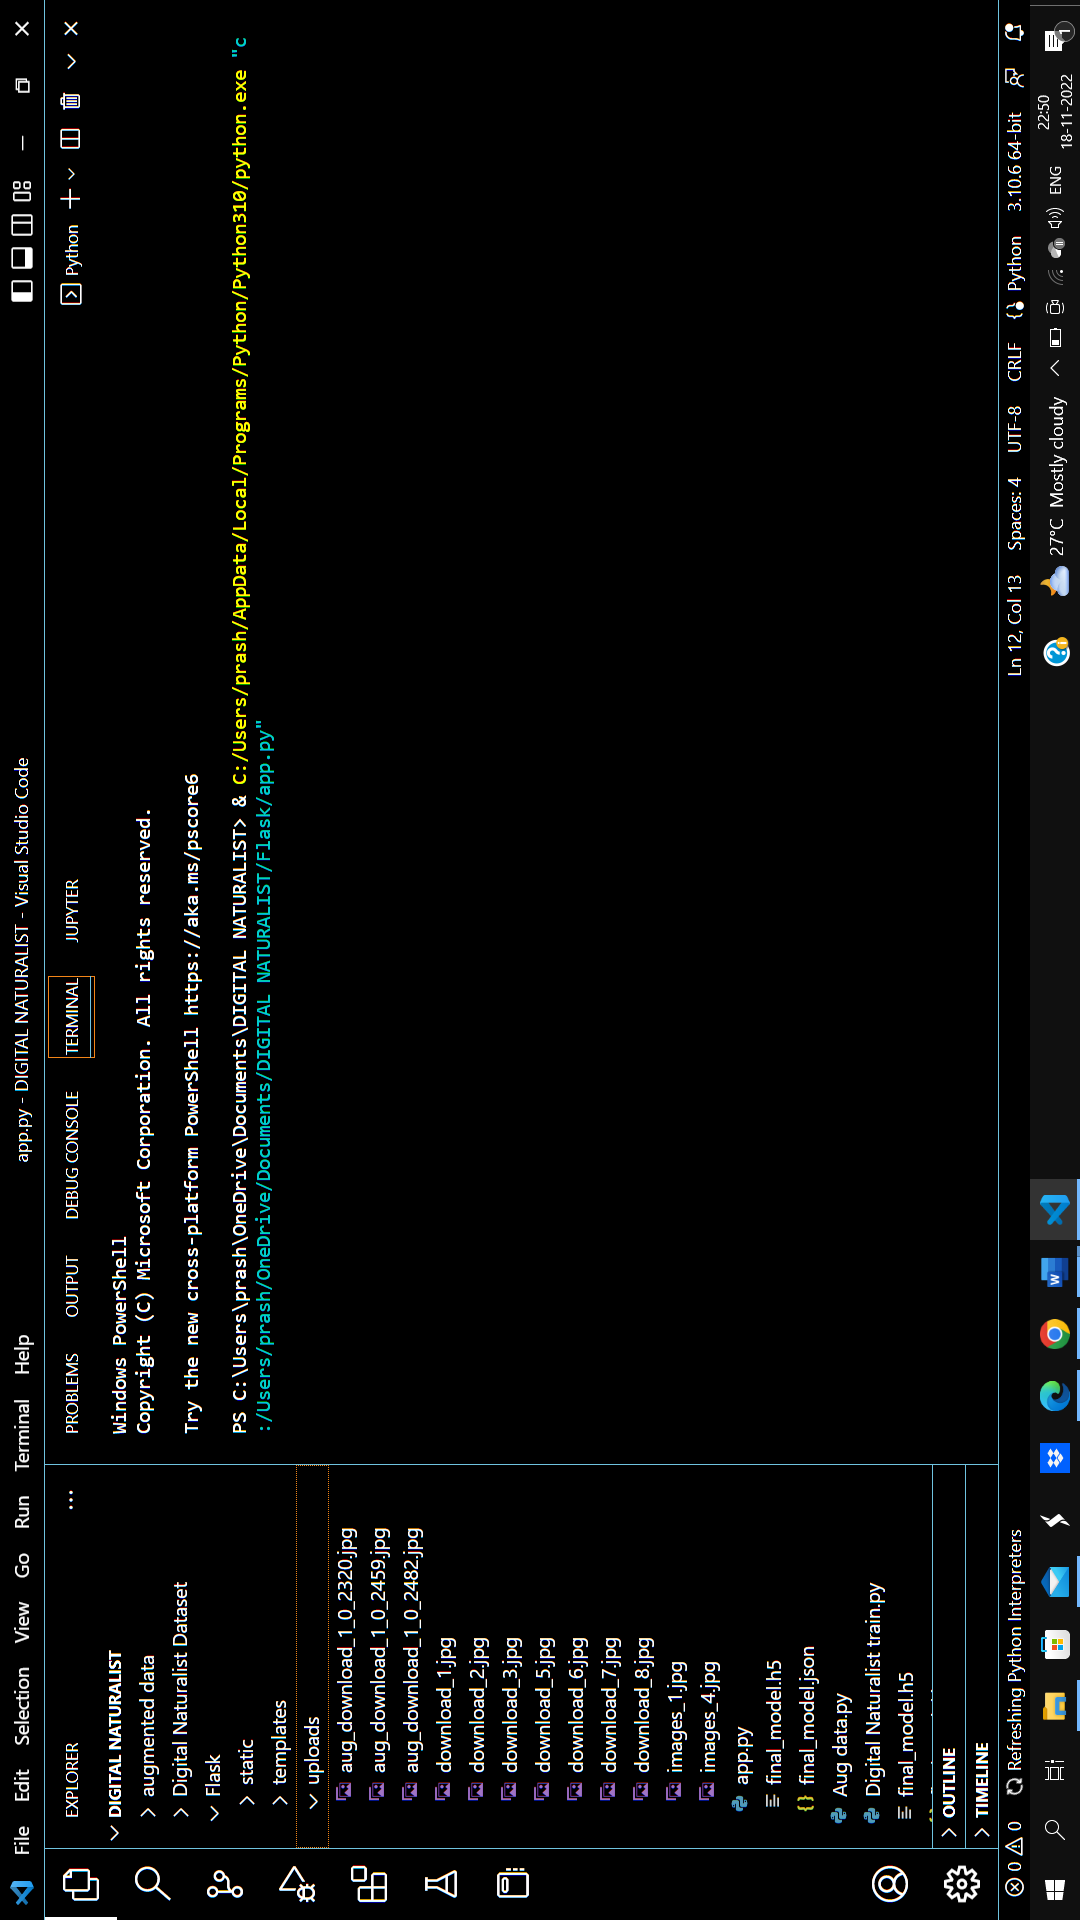 File Edit Selection View Go Run Terminal Help
app.py - DIGITAL NATURALIST - Visual Studio Code
EXPLORER
DIGITAL NATURALIST
augmented data
Digital Naturalist Dataset
Flask
static
templates
uploads
aug_download_1_0_2320.jpg
aug_download_1_0_2459.jpg
aug_download_1_0_2482.jpg
download_1.jpg
download_2.jpg
download_3.jpg
download_5.jpg
download_6.jpg
download_7.jpg
download_8.jpg
images_1.jpg
images_4.jpg
app.py
final_model.h5
final_model.json
Aug data.py
Digital Naturalist train.py
final_model.h5
OUTLINE
TIMELINE
PROBLEMS OUTPUT DEBUG CONSOLE TERMINAL JUPYTER
Python
Windows PowerShell
Copyright (C) Microsoft Corporation. All rights reserved.
Try the new cross-platform PowerShell https://aka.ms/pscore6
PS C:\Users\prash\OneDrive\Documents\DIGITAL NATURALIST> & C:/Users/prash/AppData/Local/Programs/Python/Python310/python.exe "c
:/Users/prash/OneDrive/Documents/DIGITAL NATURALIST/Flask/app.py"
0 0 Refreshing Python Interpreters
Ln 12, Col 13 Spaces: 4 UTF-8 CRLF {} Python 3.10.6 64-bit
27°C Mostly cloudy
ENG
22:50
18-11-2022
1